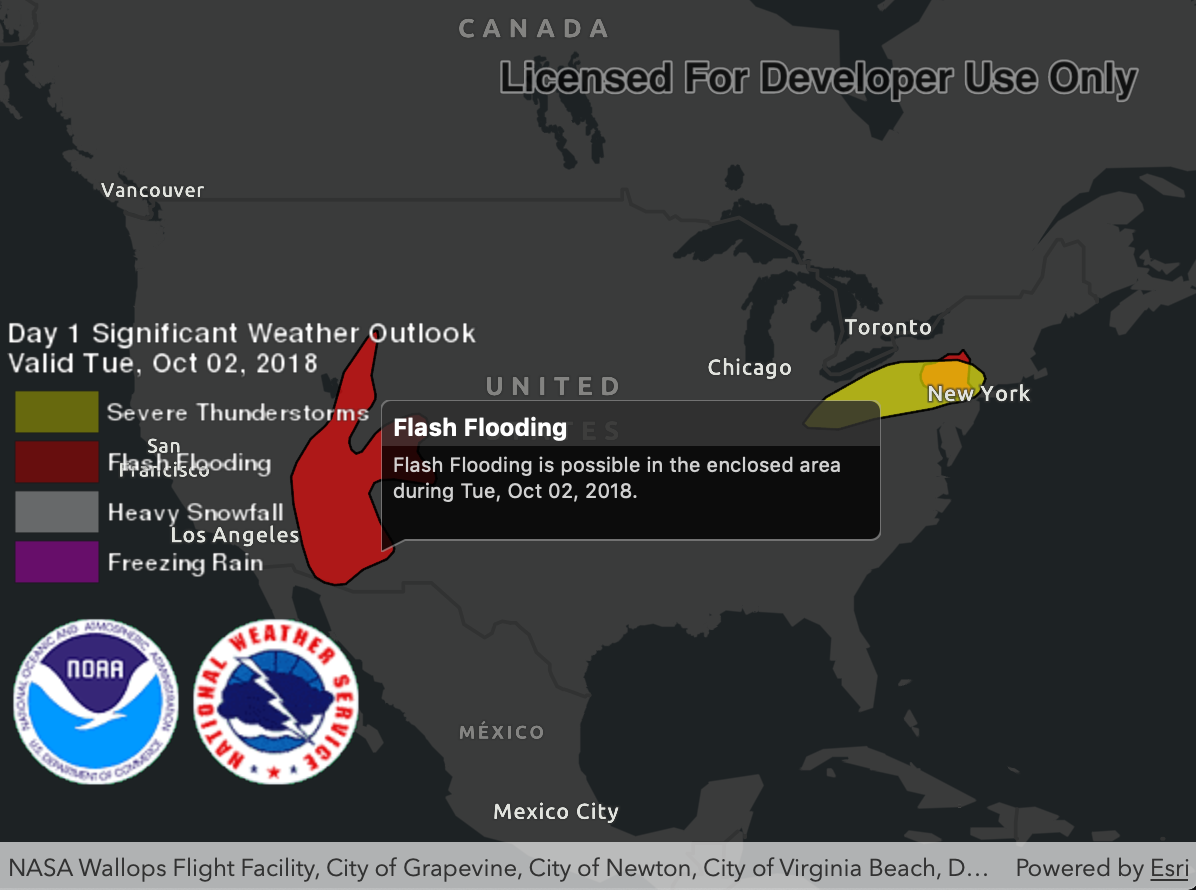 CANADA
Licensed For Developer Use Only
Vancouver
Day 1 Significant Weather Outlook
Valid Tue, Oct 02, 2018
Toronto
Chicago
UNITED
New York
Severe Thunderstorms
Flash Flooding
Flash Flooding is possible in the enclosed area
during Tue, Oct 02, 2018.
San
Francisco
Flash Flooding
Heavy Snowfall
Los Angeles
Freezing Rain
NATIONAL OCEANIC AND ATMOSPHERIC ADMINISTRATION
NOAA
U.S. DEPARTMENT OF COMMERCE
NATIONAL WEATHER SERVICE
MÉXICO
Mexico City
NASA Wallops Flight Facility, City of Grapevine, City of Newton, City of Virginia Beach, D... Powered by Esri